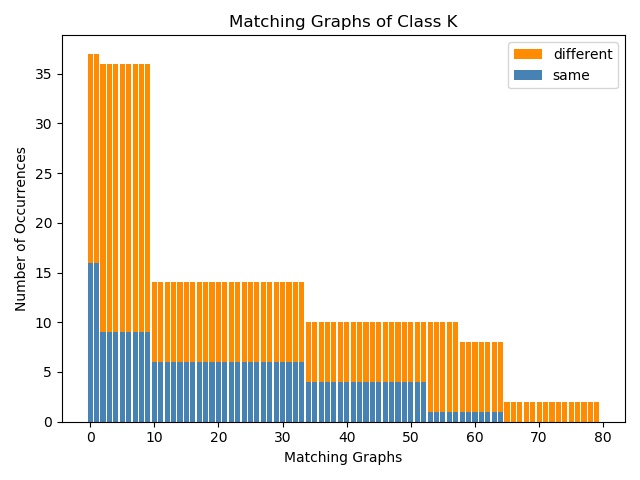 Matching Graphs of Class K
different
same
Number of Occurrences
35
30
25
20
15
10
5
0
0 10 20 30 40 50 60 70 80
Matching Graphs